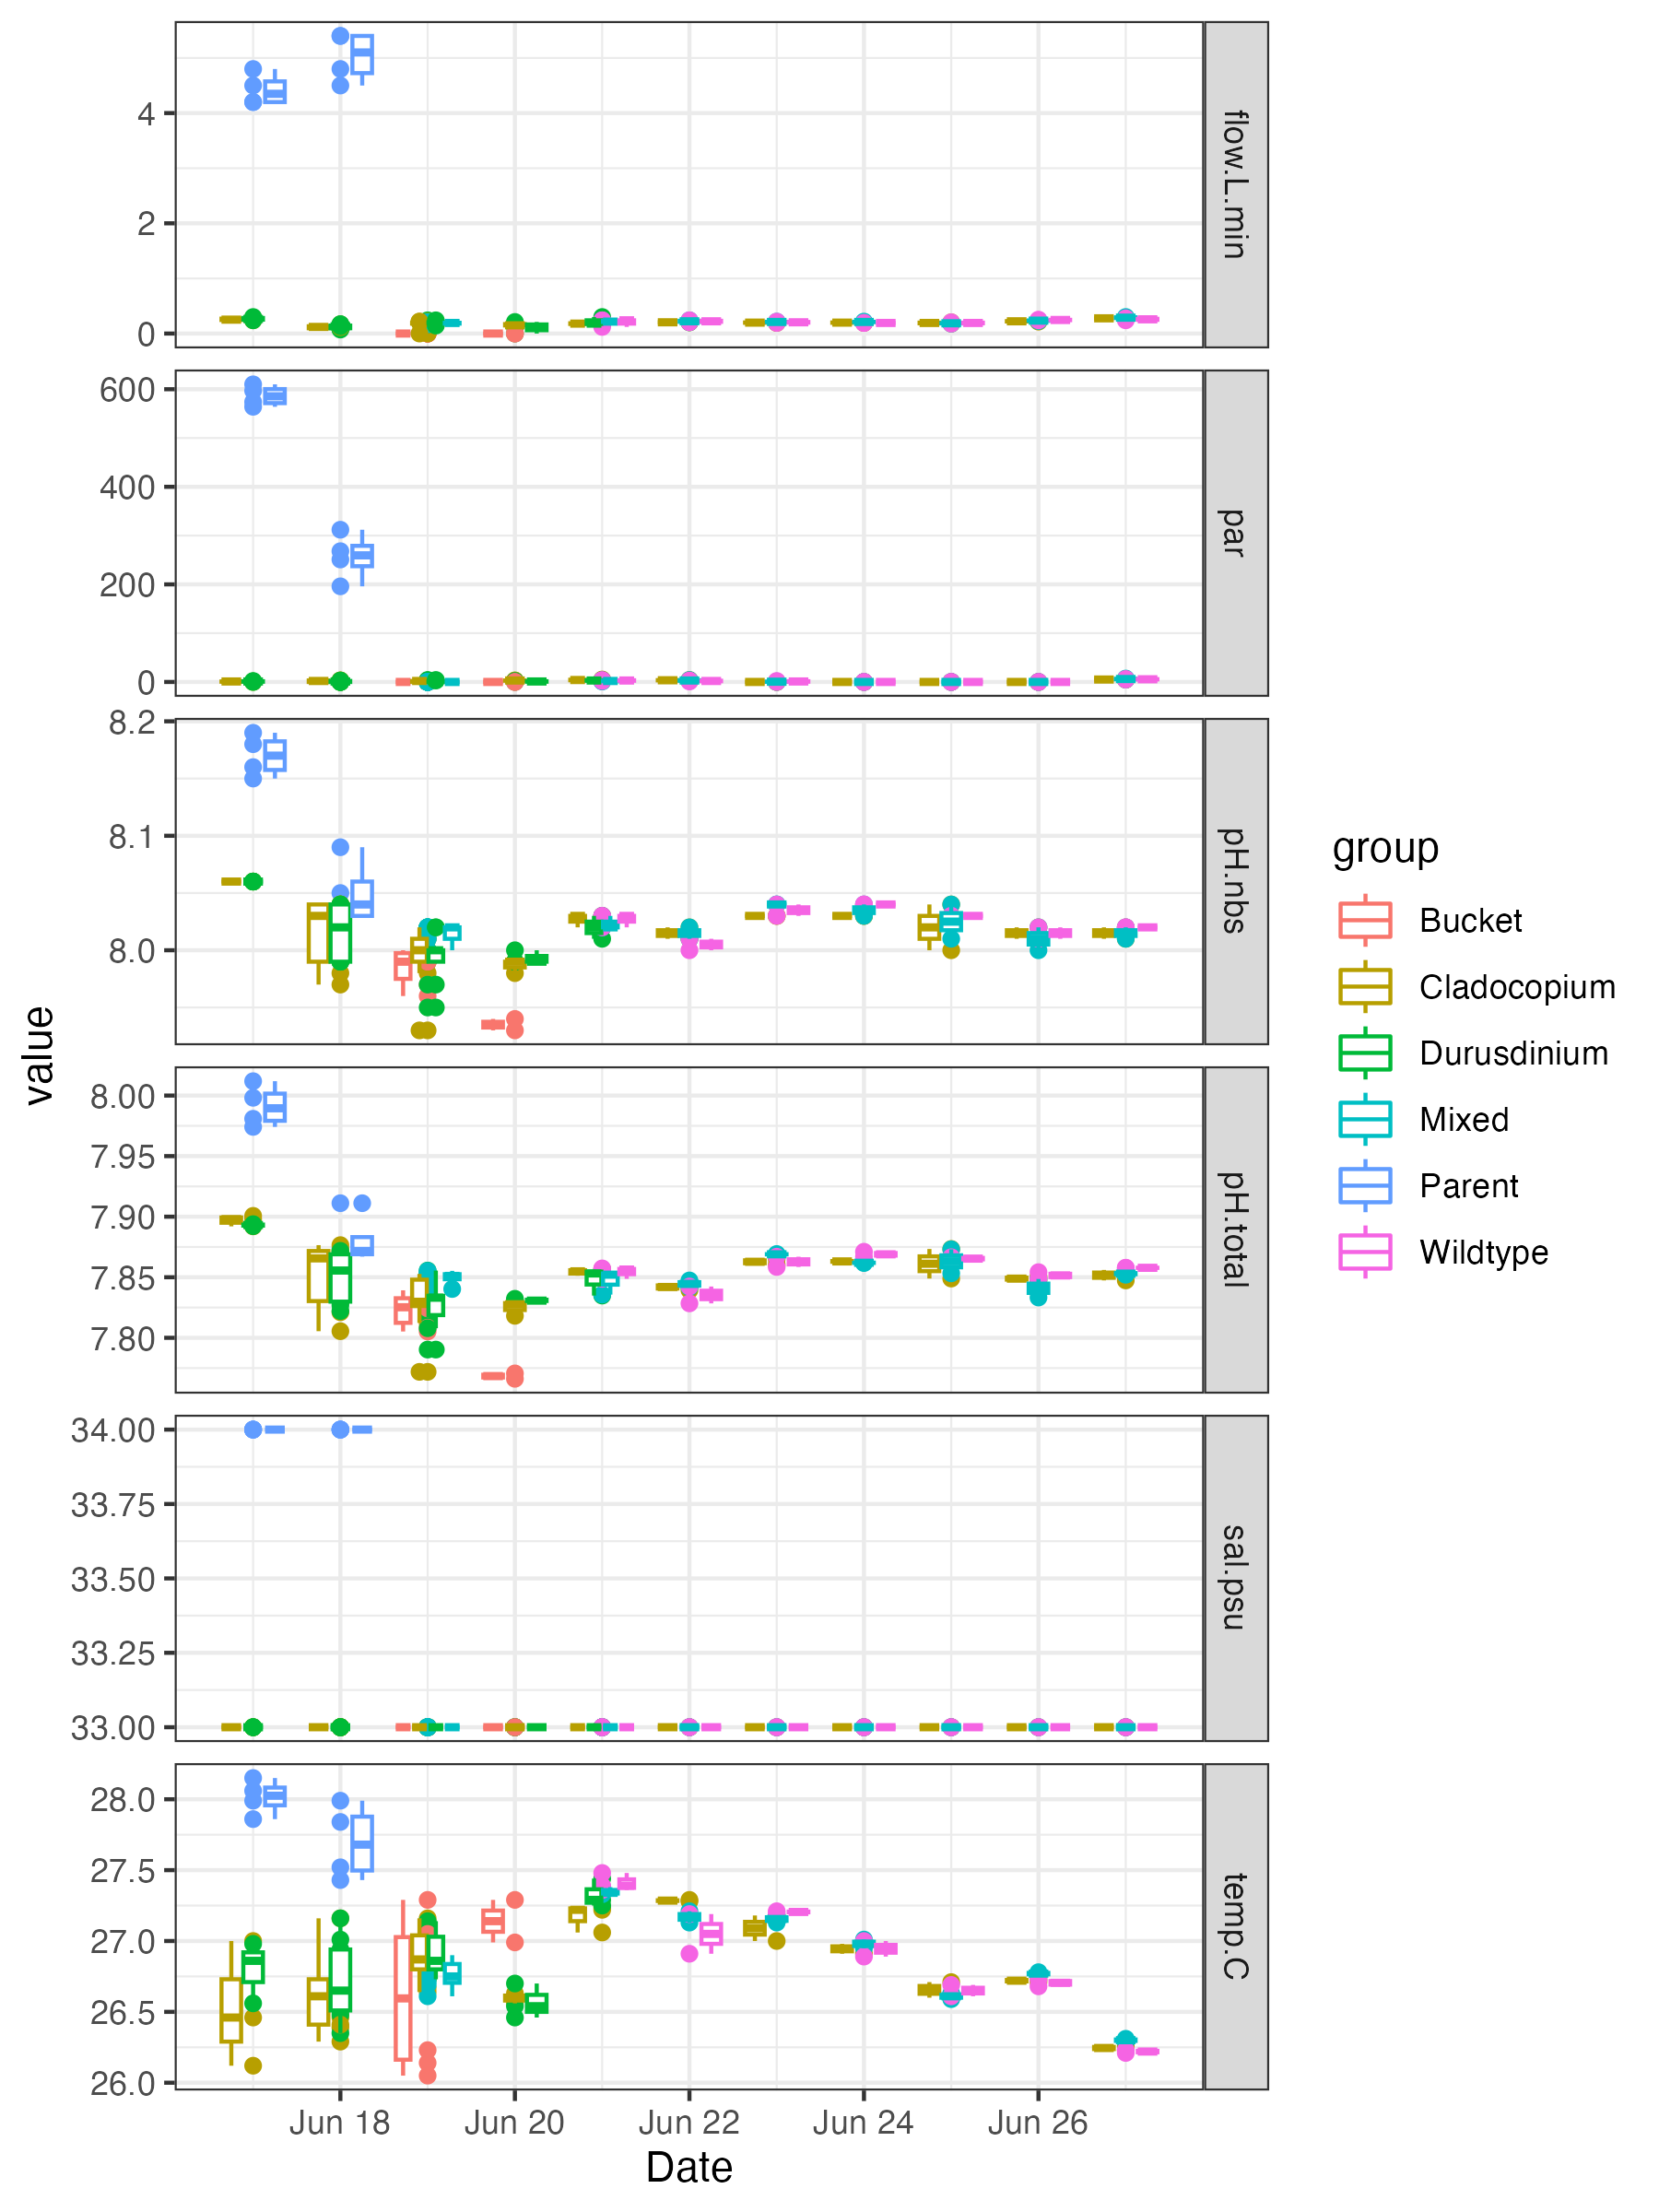 4
2
0
flow.L.min
600
400
200
0
par
8.2
8.1
8.0
pH.nbs
8.00
7.95
7.90
7.85
7.80
pH.total
34.00
33.75
33.50
33.25
33.00
sal.psu
28.0
27.5
27.0
26.5
26.0
temp.C
value
Jun 18 Jun 20 Jun 22 Jun 24 Jun 26
Date
group
Bucket
Cladocopium
Durusdinium
Mixed
Parent
Wildtype